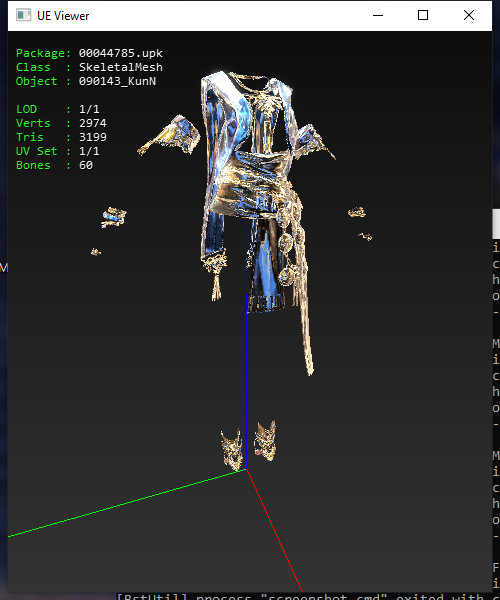 UE Viewer
Package: 00044785.upk
Class  : SkeletalMesh
Object : 090143_KunN
LOD    : 1/1
Verts  : 2974
Tris   : 3199
UV Set : 1/1
Bones  : 60
M
i
c
h
o
-
M
i
c
h
o
-
M
i
c
h
o
-
F
i
[BstUtil] process "screenshot.cmd" exited with c